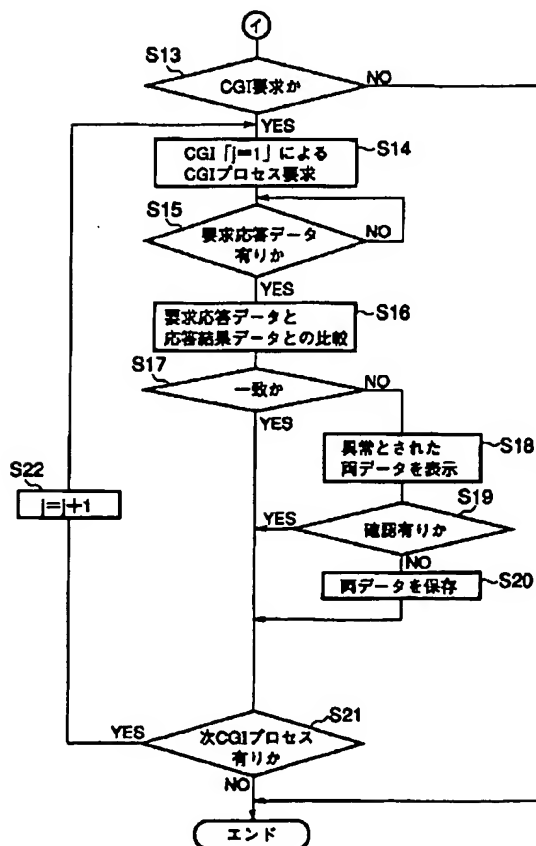 イ
S13
CGI要求か
NO
YES
CGI「j=1」による
CGIプロセス要求
S14
S15
要求応答データ
有りか
NO
YES
要求応答データと
応答結果データとの比較
S16
S17
一致か
NO
YES
異常とされた
両データを表示
S18
S22
j=j+1
S19
YES
確認有りか
NO
両データを保存
S20
S21
YES
次CGIプロセス
有りか
NO
エンド